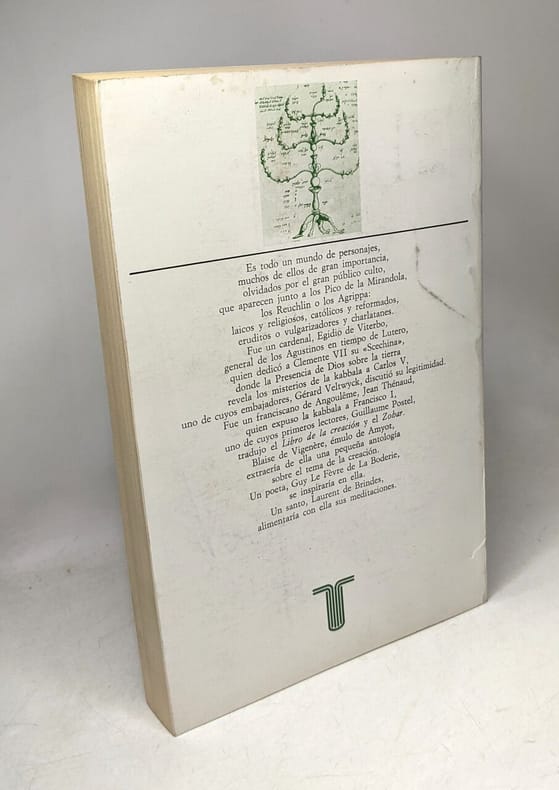 Es todo un mundo de personajes,
muchos de ellos de gran importancia,
olvidados por el gran público culto,
que aparecen junto a los Pico de la Mirandola,
los Reuchlin o los Agrippa:
laicos y religiosos, católicos y reformados,
eruditos o vulgarizadores y charlatanes.
Fue un cardenal, Egidio de Viterbo,
general de los Agustinos en tiempo de Lutero,
quien dedicó a Clemente VII su «Scechina»,
donde la Presencia de Dios sobre la tierra
revela los misterios de la kabbala a Carlos V,
uno de cuyos embajadores, Gérard Veltwyck, discutió su legitimidad.
Fue un franciscano de Angoulême, Jean Thénaud,
quien expuso la kabbala a Francisco I,
uno de cuyos primeros lectores, Guillaume Postel,
tradujo el Libro de la creación y el Zobar.
Blaise de Vigenère, émulo de Amyot,
extraería de ella una pequeña antología
sobre el tema de la creación.
Un poeta, Guy Le Fèvre de La Boderie,
se inspiraría en ella.
Un santo, Laurent de Brindes,
alimentaría con ella sus meditaciones.